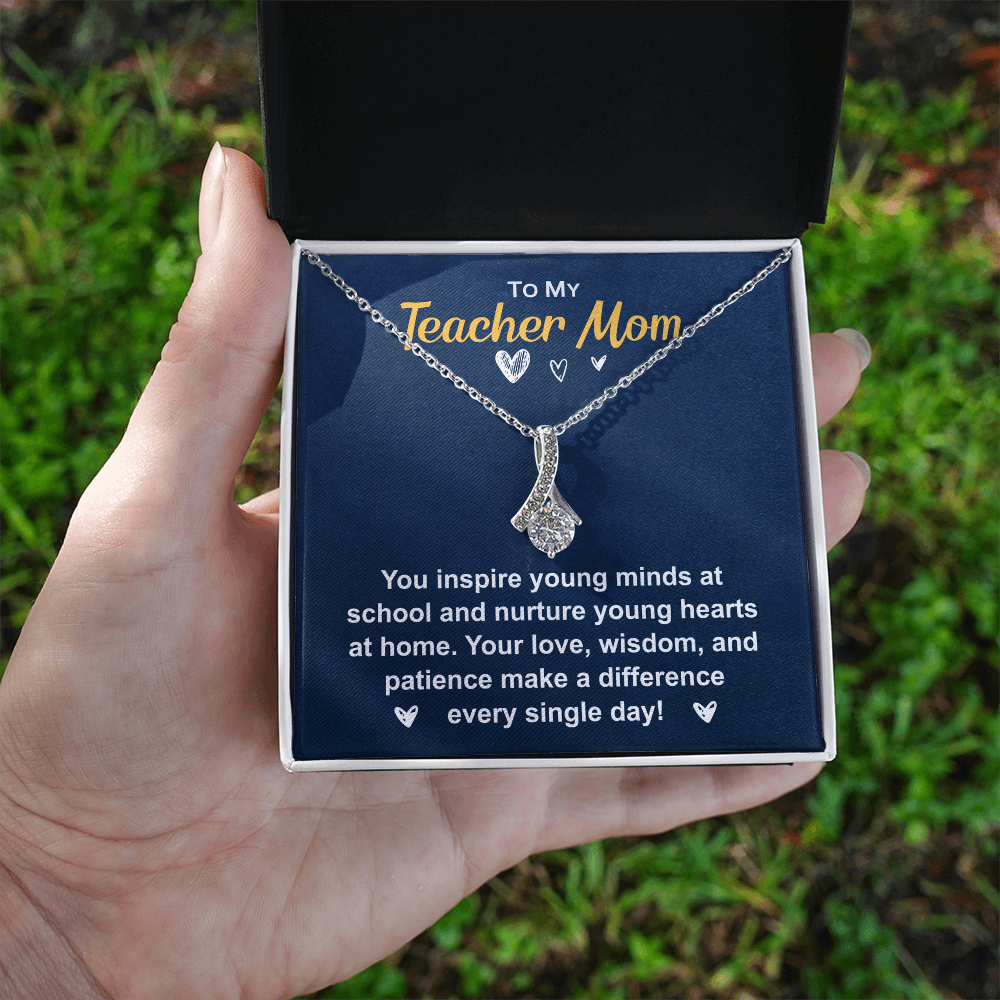 To My
Teacher Mom
You inspire young minds at
school and nurture young hearts
at home. Your love, wisdom, and
patience make a difference
every single day!